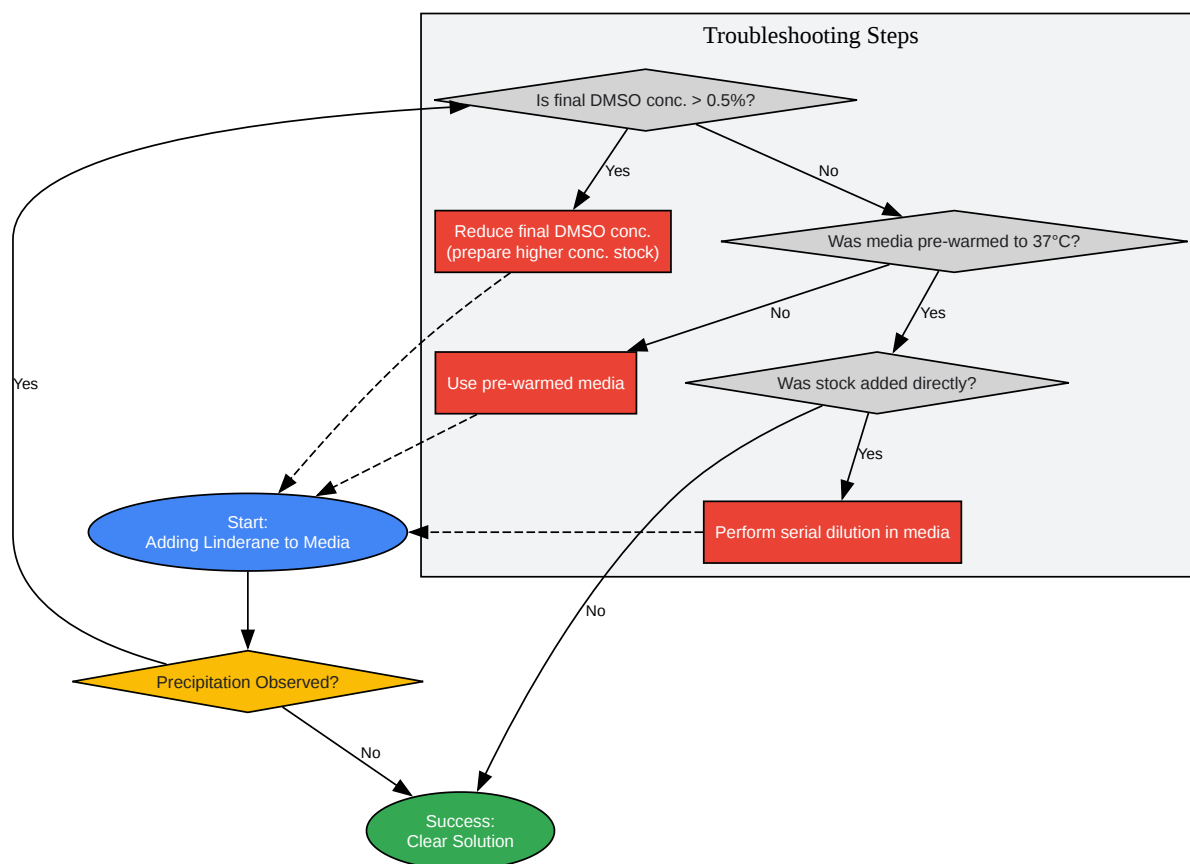 Troubleshooting Steps
Is final DMSO conc. > 0.5%?
Yes
No
Reduce final DMSO conc.
(prepare higher conc. stock)
Was media pre-warmed to 37°C?
No
Yes
Yes
Use pre-warmed media
Was stock added directly?
Yes
Start:
Adding Linderane to Media
Perform serial dilution in media
No
Precipitation Observed?
No
Success:
Clear Solution